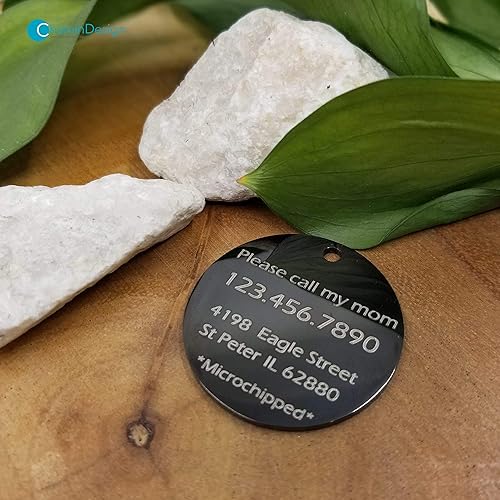 CustomDesign
Please call my mom
123.456.7890
4198 Eagle Street
St Peter IL 62880
*Microchipped*